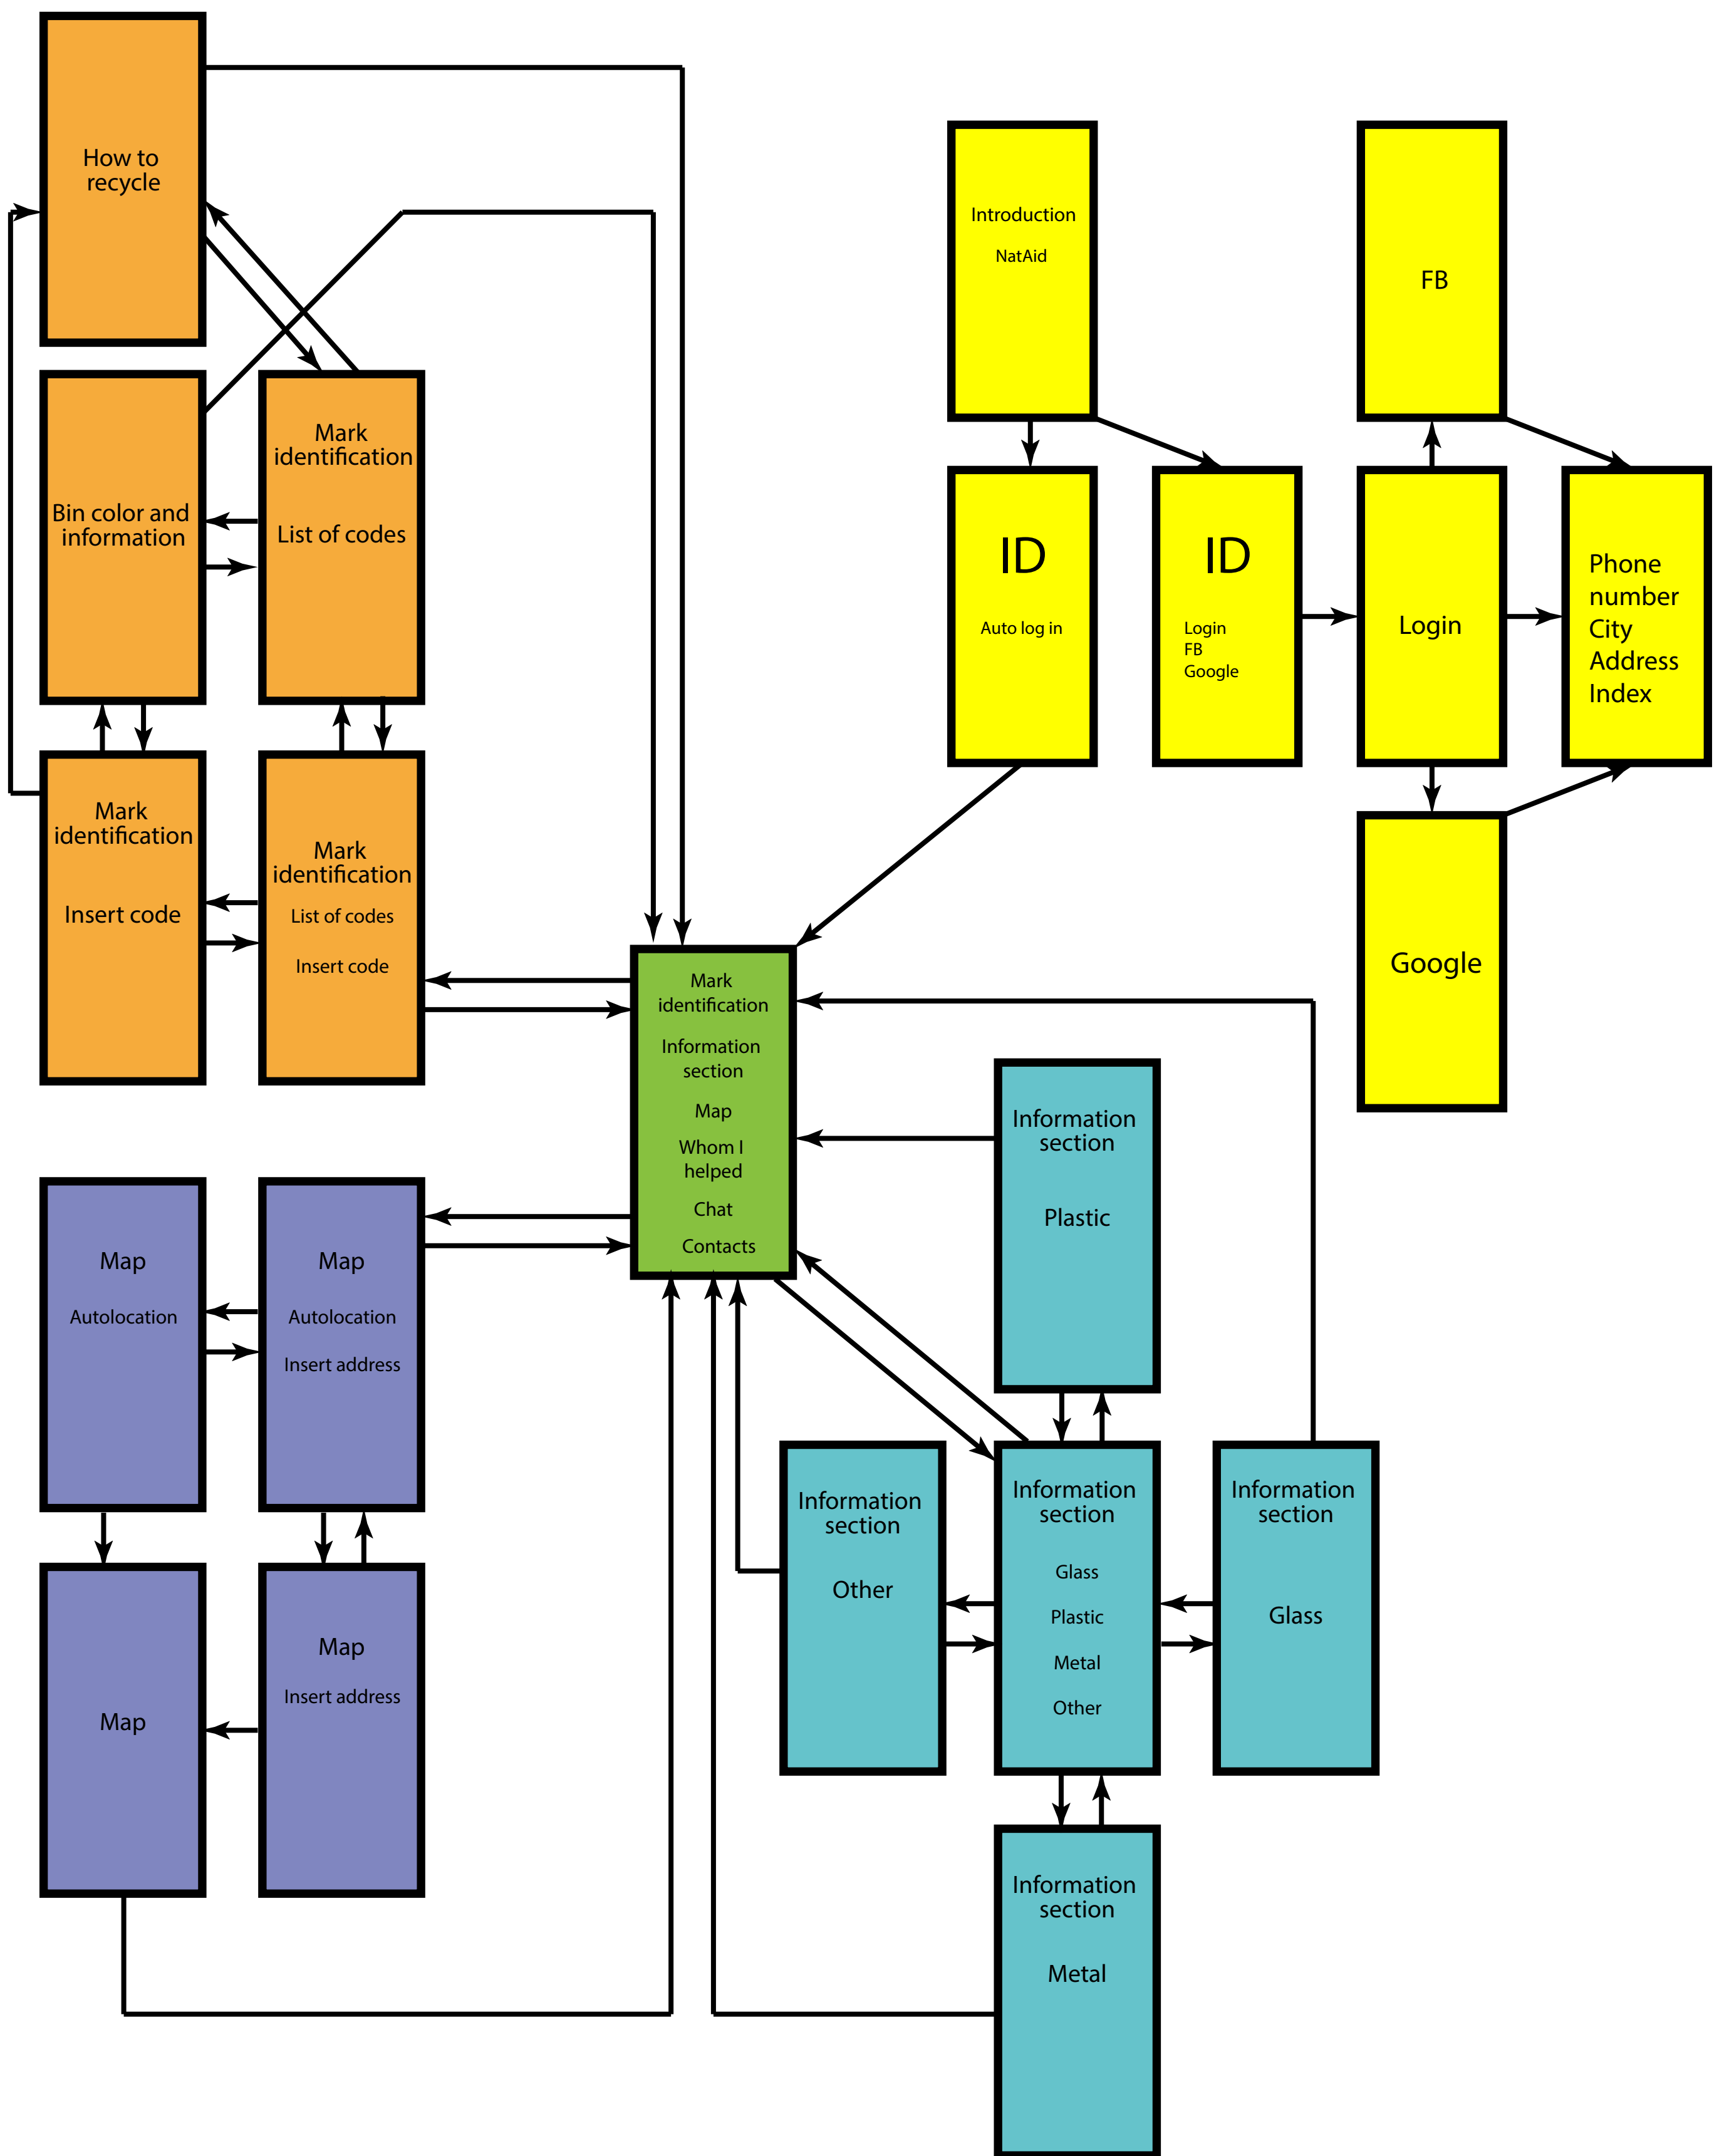 How to
recycle
Introduction
NatAid
FB
Bin color and
information
Mark
identification
List of codes
ID
Auto log in
ID
Login
FB
Google
Login
Phone
number
City
Address
Index
Mark
identification
Insert code
Mark
identification
List of codes
Insert code
Google
Mark
identification
Information
section
Map
Whom I
helped
Chat
Contacts
Information
section
Plastic
Map
Autolocation
Map
Autolocation
Insert address
Information
section
Other
Information
section
Glass
Plastic
Metal
Other
Information
section
Glass
Map
Map
Insert address
Information
section
Metal